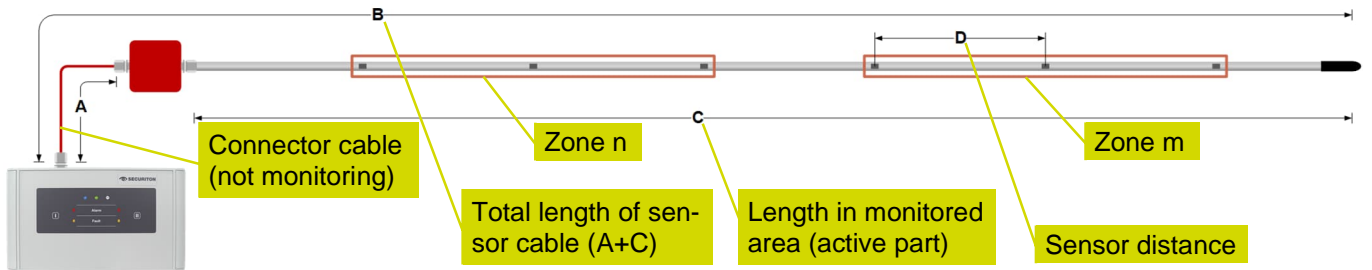 B
D
A
C
Connector cable
(not monitoring)
Zone n
Zone m
Total length of sen-
sor cable (A+C)
Length in monitored
area (active part)
Sensor distance
SECURITON
Alarm
Fault